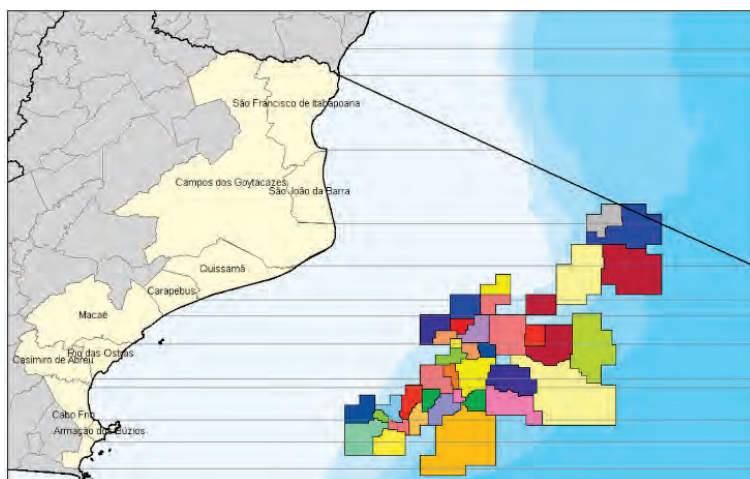 São Francisco de Itabapoana
Campos dos Goytacazes
São João da Barra
Quissamã
Carapebus
Macaé
Rio das Ostras
Casimiro de Abreu
Cabo Frio
Armação dos Búzios